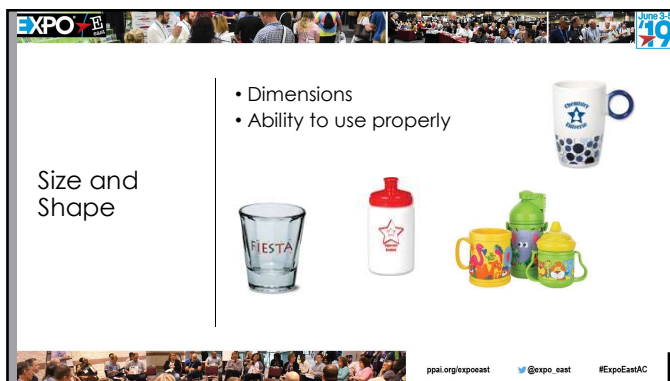 EXPO E
east
June 3-5
'19
• Dimensions
• Ability to use properly
Size and
Shape
FIESTA
ppai.org/expoeast @expo_east #ExpoEastAC